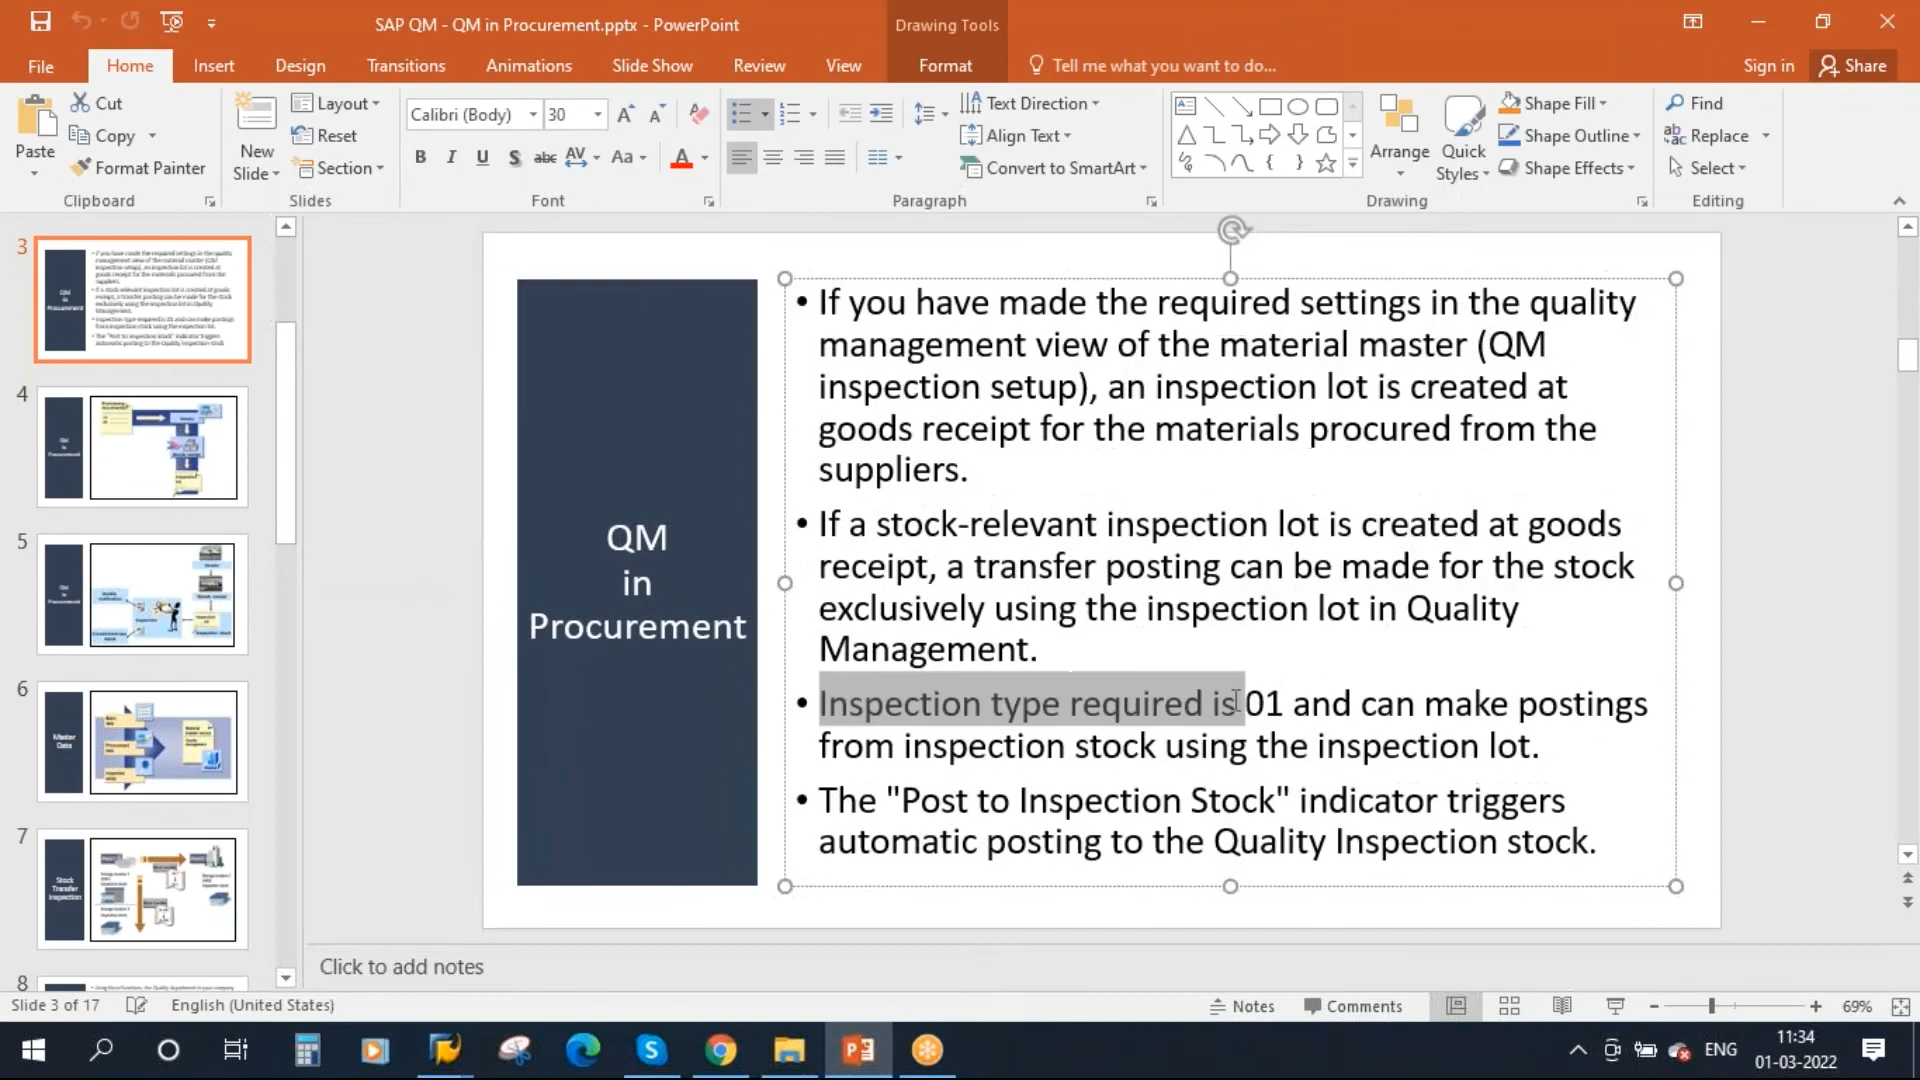 SAP QM - QM in Procurement.pptx - PowerPoint
Drawing Tools
File
Home
Insert
Design
Transitions
Animations
Slide Show
Review
View
Format
Tell me what you want to do...
Sign in
Share
Paste
Cut
Copy
Format Painter
Clipboard
New
Slide
Layout
Reset
Section
Slides
Calibri (Body)
30
B I U S abc AV Aa A
Font
Text Direction
Align Text
Convert to SmartArt
Paragraph
Arrange
Quick
Styles
Shape Fill
Shape Outline
Shape Effects
Drawing
Find
Replace
Select
Editing
3
4
5
6
7
8
QM
in
Procurement
Master
Data
Stock
Transfer
Inspection
QM
in
Procurement
• If you have made the required settings in the quality
management view of the material master (QM
inspection setup), an inspection lot is created at
goods receipt for the materials procured from the
suppliers.
• If a stock-relevant inspection lot is created at goods
receipt, a transfer posting can be made for the stock
exclusively using the inspection lot in Quality
Management.
• Inspection type required is 01 and can make postings
from inspection stock using the inspection lot.
• The "Post to Inspection Stock" indicator triggers
automatic posting to the Quality Inspection stock.
Click to add notes
Slide 3 of 17
English (United States)
Notes
Comments
69%
ENG
11:34
01-03-2022